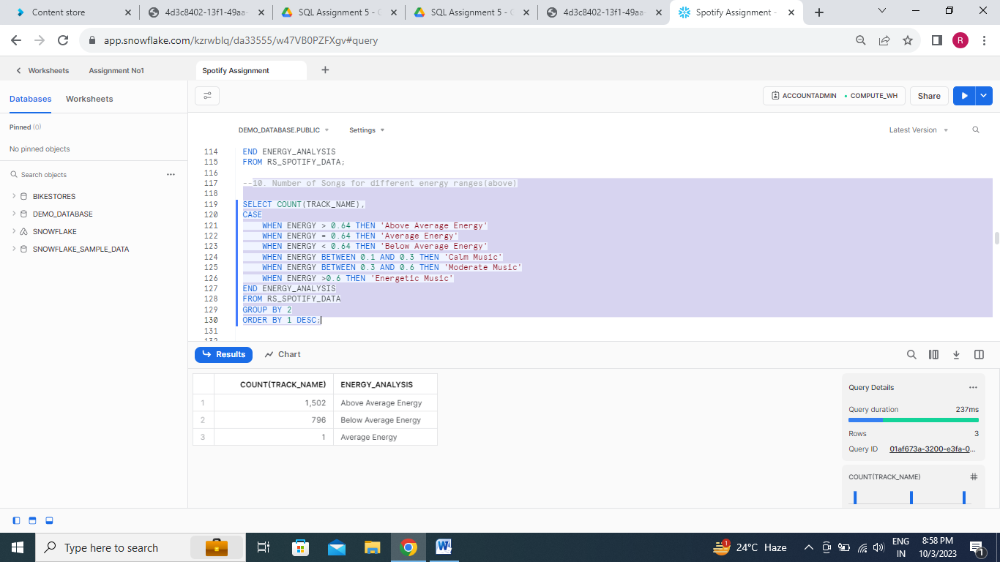 Content store
4d3c8402-13f1-49aa-
SQL Assignment 5 - C
SQL Assignment 5 - C
4d3c8402-13f1-49aa-
Spotify Assignment -
app.snowflake.com/kzrwblq/da33555/w47VB0PZFXgv#query
R
Worksheets
Assignment No1
Spotify Assignment
Databases
Worksheets
ACCOUNTADMIN
COMPUTE_WH
Share
Pinned (0)
No pinned objects
Search objects
BIKESTORES
DEMO_DATABASE
SNOWFLAKE
SNOWFLAKE_SAMPLE_DATA
DEMO_DATABASE.PUBLIC
Settings
Latest Version
114 END ENERGY_ANALYSIS
115 FROM RS_SPOTIFY_DATA;
116
117 --10. Number of Songs for different energy ranges(above)
118
119 SELECT COUNT(TRACK_NAME),
120 CASE
121 WHEN ENERGY > 0.64 THEN 'Above Average Energy'
122 WHEN ENERGY = 0.64 THEN 'Average Energy'
123 WHEN ENERGY < 0.64 THEN 'Below Average Energy'
124 WHEN ENERGY BETWEEN 0.1 AND 0.3 THEN 'Calm Music'
125 WHEN ENERGY BETWEEN 0.3 AND 0.6 THEN 'Moderate Music'
126 WHEN ENERGY >0.6 THEN 'Energetic Music'
127 END ENERGY_ANALYSIS
128 FROM RS_SPOTIFY_DATA
129 GROUP BY 2
130 ORDER BY 1 DESC;
131
132
Results
Chart
COUNT(TRACK_NAME) ENERGY_ANALYSIS
1 1,502 Above Average Energy
2 796 Below Average Energy
3 1 Average Energy
Query Details
Query duration 237ms
Rows 3
Query ID 01af673a-3200-e3fa-0...
COUNT(TRACK_NAME)
Type here to search
24°C Haze
ENG
IN
8:58 PM
10/3/2023
1